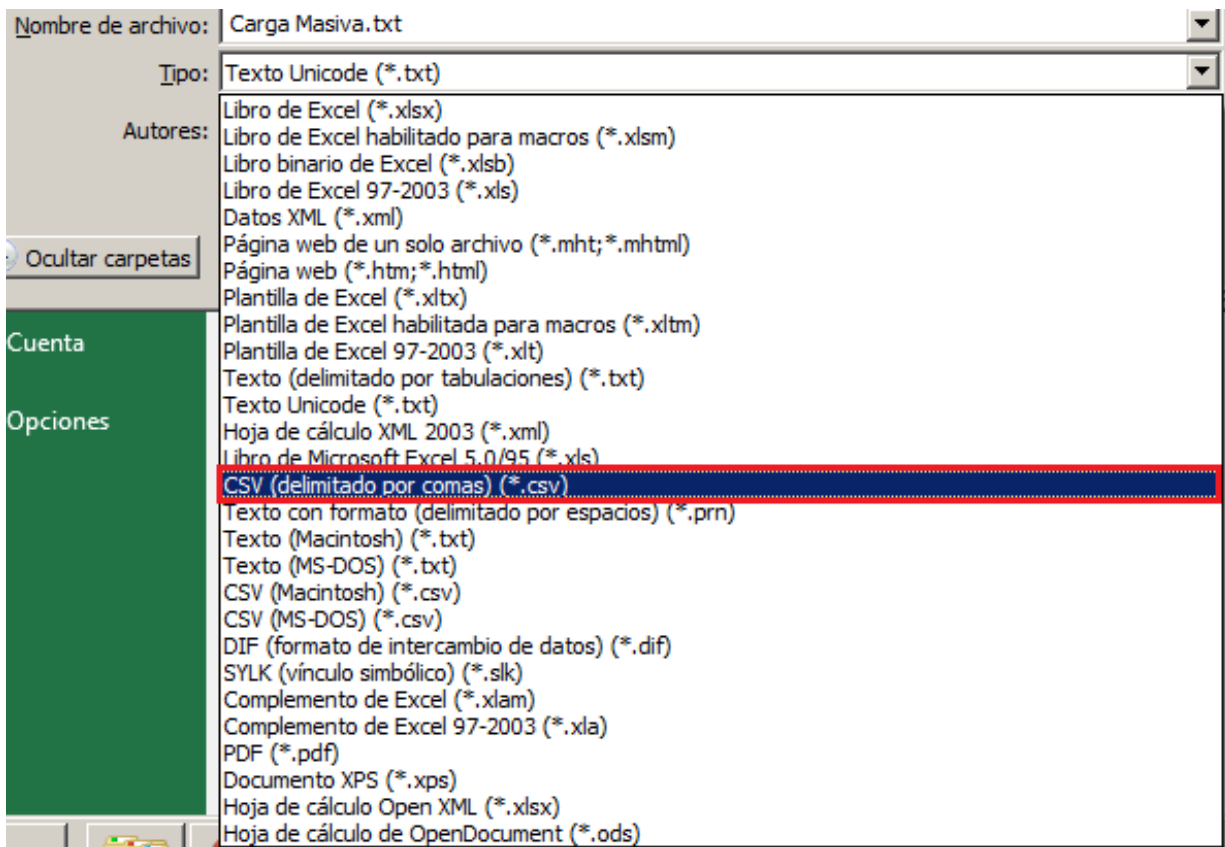 Nombre de archivo: Carga Masiva.txt
Tipo: Texto Unicode (*.txt)
Autores:
Libro de Excel (*.xlsx)
Libro de Excel habilitado para macros (*.xlsm)
Libro binario de Excel (*.xlsb)
Libro de Excel 97-2003 (*.xls)
Datos XML (*.xml)
Página web de un solo archivo (*.mht;*.mhtml)
Página web (*.htm;*.html)
Plantilla de Excel (*.xltx)
Plantilla de Excel habilitada para macros (*.xltm)
Plantilla de Excel 97-2003 (*.xlt)
Texto (delimitado por tabulaciones) (*.txt)
Texto Unicode (*.txt)
Hoja de cálculo XML 2003 (*.xml)
Libro de Microsoft Excel 5.0/95 (*.xls)
CSV (delimitado por comas) (*.csv)
Texto con formato (delimitado por espacios) (*.prn)
Texto (Macintosh) (*.txt)
Texto (MS-DOS) (*.txt)
CSV (Macintosh) (*.csv)
CSV (MS-DOS) (*.csv)
DIF (formato de intercambio de datos) (*.dif)
SYLK (vínculo simbólico) (*.slk)
Complemento de Excel (*.xlam)
Complemento de Excel 97-2003 (*.xla)
PDF (*.pdf)
Documento XPS (*.xps)
Hoja de cálculo Open XML (*.xlsx)
Hoja de cálculo de OpenDocument (*.ods)
Ocultar carpetas
Cuenta
Opciones